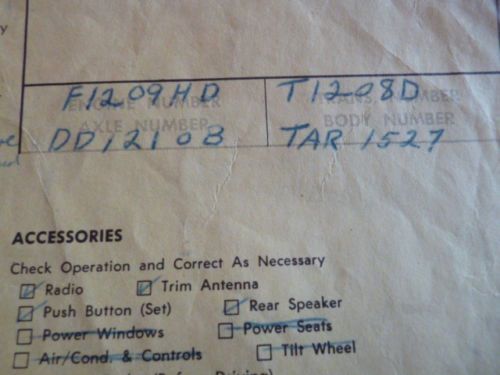 F1209HD T1208D
ENGINE NUMBER TRANS. NUMBER
DD1210B TAR 1527
AXLE NUMBER BODY NUMBER
ACCESSORIES
Check Operation and Correct As Necessary
Radio Trim Antenna
Push Button (Set) Rear Speaker
Power Windows Power Seats
Air/Cond. & Controls Tilt Wheel